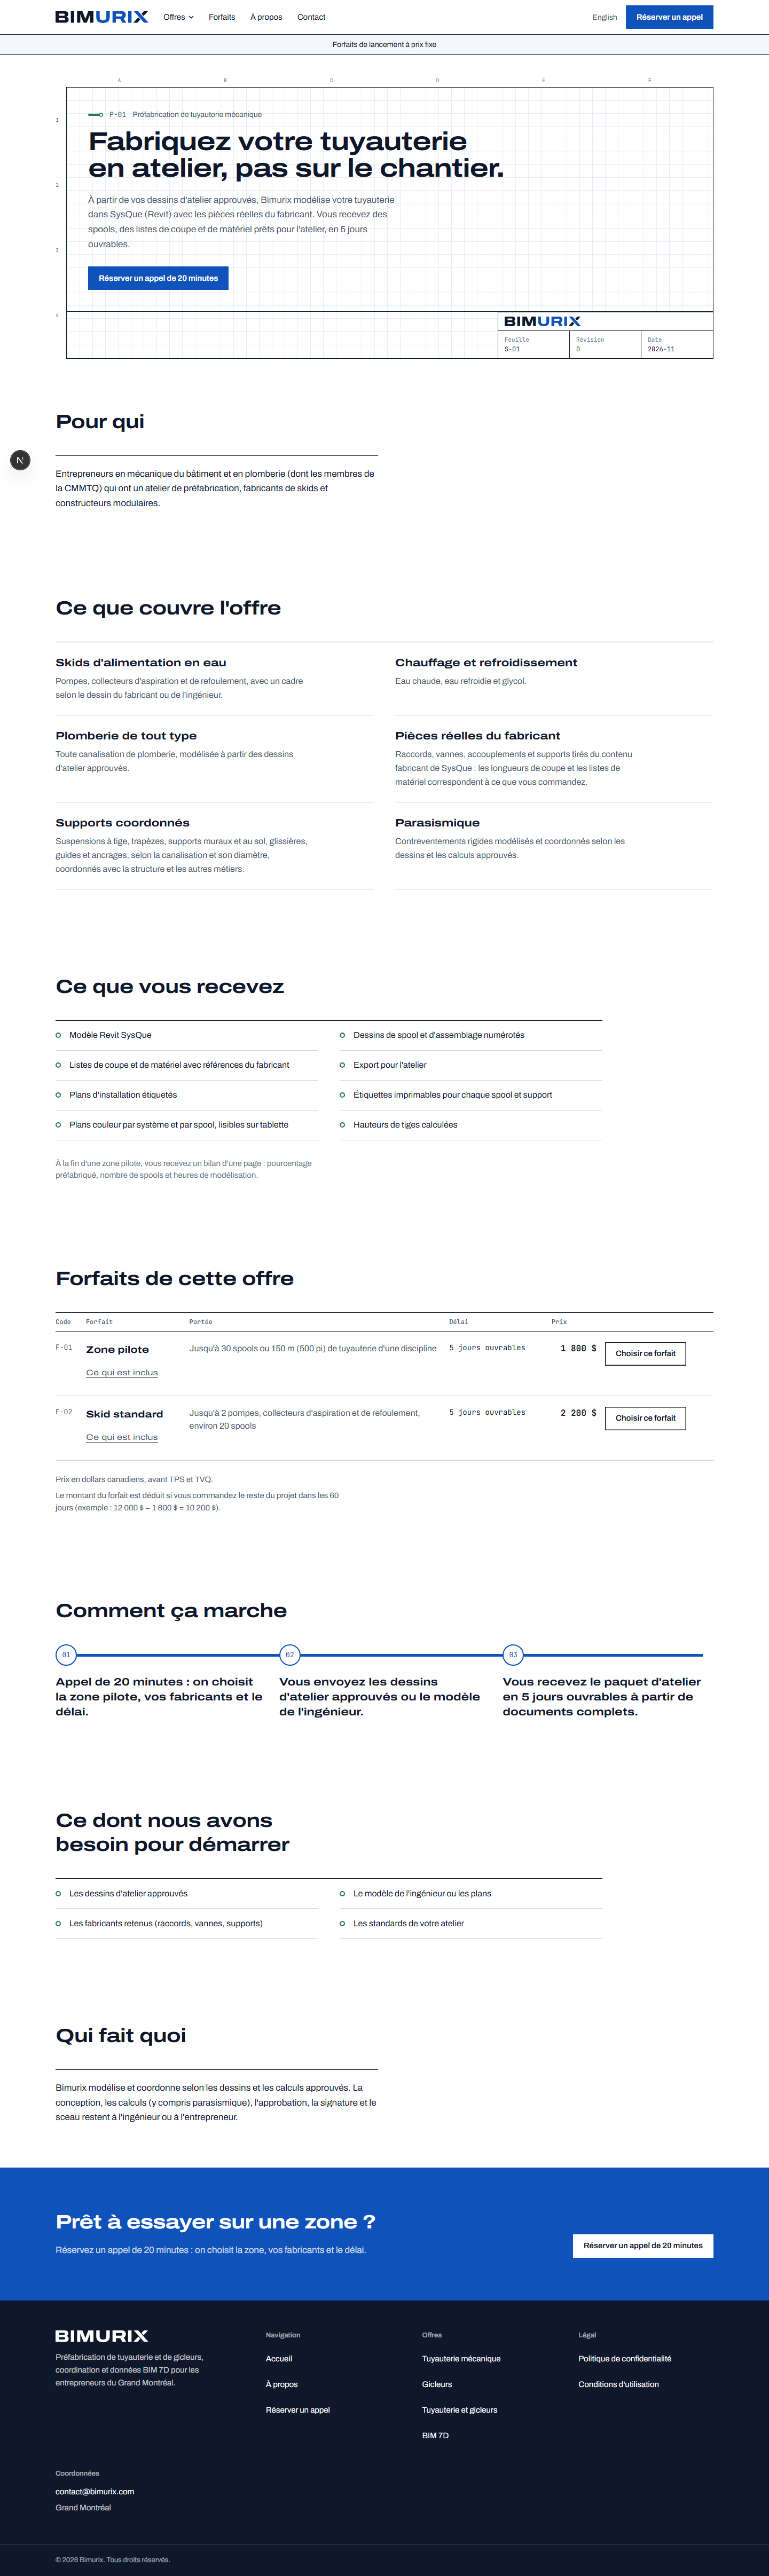 BIMURIX Offres Forfaits À propos Contact English Réserver un appel
Forfaits de lancement à prix fixe
A B C D E F
1
P-01 Préfabrication de tuyauterie mécanique
Fabriquez votre tuyauterie
en atelier, pas sur le chantier.
2
À partir de vos dessins d'atelier approuvés, Bimurix modélise votre tuyauterie
dans SysQue (Revit) avec les pièces réelles du fabricant. Vous recevez des
spools, des listes de coupe et de matériel prêts pour l'atelier, en 5 jours
ouvrables.
3
Réserver un appel de 20 minutes
4
BIMURIX
Feuille Révision Date
S-01 0 2026-11
Pour qui
N
Entrepreneurs en mécanique du bâtiment et en plomberie (dont les membres de
la CMMTQ) qui ont un atelier de préfabrication, fabricants de skids et
constructeurs modulaires.
Ce que couvre l'offre
Skids d'alimentation en eau
Pompes, collecteurs d'aspiration et de refoulement, avec un cadre
selon le dessin du fabricant ou de l'ingénieur.
Chauffage et refroidissement
Eau chaude, eau refroidie et glycol.
Plomberie de tout type
Toute canalisation de plomberie, modélisée à partir des dessins
d'atelier approuvés.
Pièces réelles du fabricant
Raccords, vannes, accouplements et supports tirés du contenu
fabricant de SysQue : les longueurs de coupe et les listes de
matériel correspondent à ce que vous commandez.
Supports coordonnés
Suspensions à tige, trapèzes, supports muraux et au sol, glissières,
guides et ancrages, selon la canalisation et son diamètre,
coordonnés avec la structure et les autres métiers.
Parasismique
Contreventements rigides modélisés et coordonnés selon les
dessins et les calculs approuvés.
Ce que vous recevez
Modèle Revit SysQue
Dessins de spool et d'assemblage numérotés
Listes de coupe et de matériel avec références du fabricant
Export pour l'atelier
Plans d'installation étiquetés
Étiquettes imprimables pour chaque spool et support
Plans couleur par système et par spool, lisibles sur tablette
Hauteurs de tiges calculées
À la fin d'une zone pilote, vous recevez un bilan d'une page : pourcentage
préfabriqué, nombre de spools et heures de modélisation.
Forfaits de cette offre
Code Forfait Portée Délai Prix
F-01 Zone pilote Jusqu'à 30 spools ou 150 m (500 pi) de tuyauterie d'une discipline 5 jours ouvrables 1 800 $ Choisir ce forfait
Ce qui est inclus
F-02 Skid standard Jusqu'à 2 pompes, collecteurs d'aspiration et de refoulement, 5 jours ouvrables 2 200 $ Choisir ce forfait
environ 20 spools
Ce qui est inclus
Prix en dollars canadiens, avant TPS et TVQ.
Le montant du forfait est déduit si vous commandez le reste du projet dans les 60
jours (exemple : 12 000 $ − 1 800 $ = 10 200 $).
Comment ça marche
01 02 03
Appel de 20 minutes : on choisit
la zone pilote, vos fabricants et le
délai.
Vous envoyez les dessins
d'atelier approuvés ou le modèle
de l'ingénieur.
Vous recevez le paquet d'atelier
en 5 jours ouvrables à partir de
documents complets.
Ce dont nous avons
besoin pour démarrer
Les dessins d'atelier approuvés
Le modèle de l'ingénieur ou les plans
Les fabricants retenus (raccords, vannes, supports)
Les standards de votre atelier
Qui fait quoi
Bimurix modélise et coordonne selon les dessins et les calculs approuvés. La
conception, les calculs (y compris parasismique), l'approbation, la signature et le
sceau restent à l'ingénieur ou à l'entrepreneur.
Prêt à essayer sur une zone ?
Réservez un appel de 20 minutes : on choisit la zone, vos fabricants et le délai.
Réserver un appel de 20 minutes
BIMURIX
Préfabrication de tuyauterie et de gicleurs,
coordination et données BIM 7D pour les
entrepreneurs du Grand Montréal.
Navigation
Accueil
À propos
Réserver un appel
Offres
Tuyauterie mécanique
Gicleurs
Tuyauterie et gicleurs
BIM 7D
Légal
Politique de confidentialité
Conditions d'utilisation
Coordonnées
contact@bimurix.com
Grand Montréal
© 2026 Bimurix. Tous droits réservés.